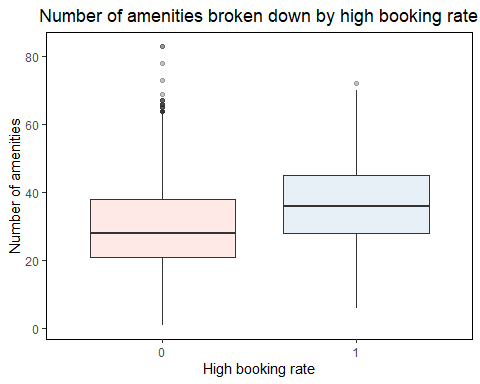 Number of amenities broken down by high booking rate
Number of amenities
80
60
40
20
0
0
1
High booking rate